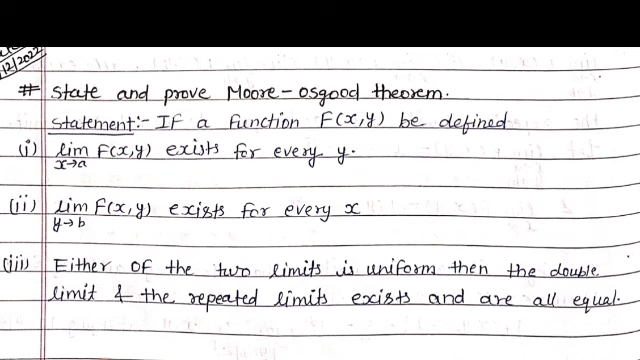 /12/2022
# State and prove Moore-osgood theorem.
Statement:- If a function F(x,y) be defined
(i) lim F(x,y) exists for every y.
x→a
(ii) lim F(x,y) exists for every x
y→b
(iii) Either of the two limits is uniform then the double
limit & the repeated limits exists and are all equal.